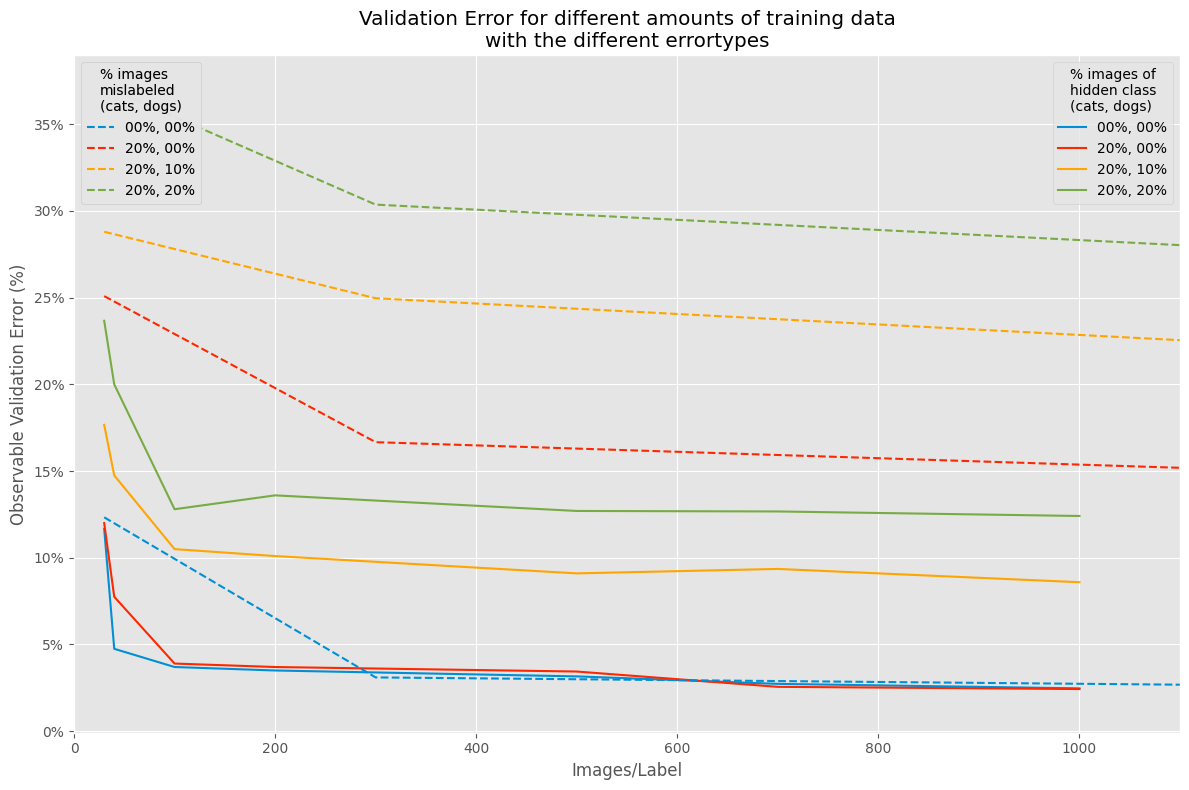 Validation Error for different amounts of training data
with the different errortypes
% images
mislabeled
(cats, dogs)
00%, 00%
20%, 00%
20%, 10%
20%, 20%
% images of
hidden class
(cats, dogs)
00%, 00%
20%, 00%
20%, 10%
20%, 20%
Observable Validation Error (%)
35%
30%
25%
20%
15%
10%
5%
0%
0 200 400 600 800 1000
Images/Label